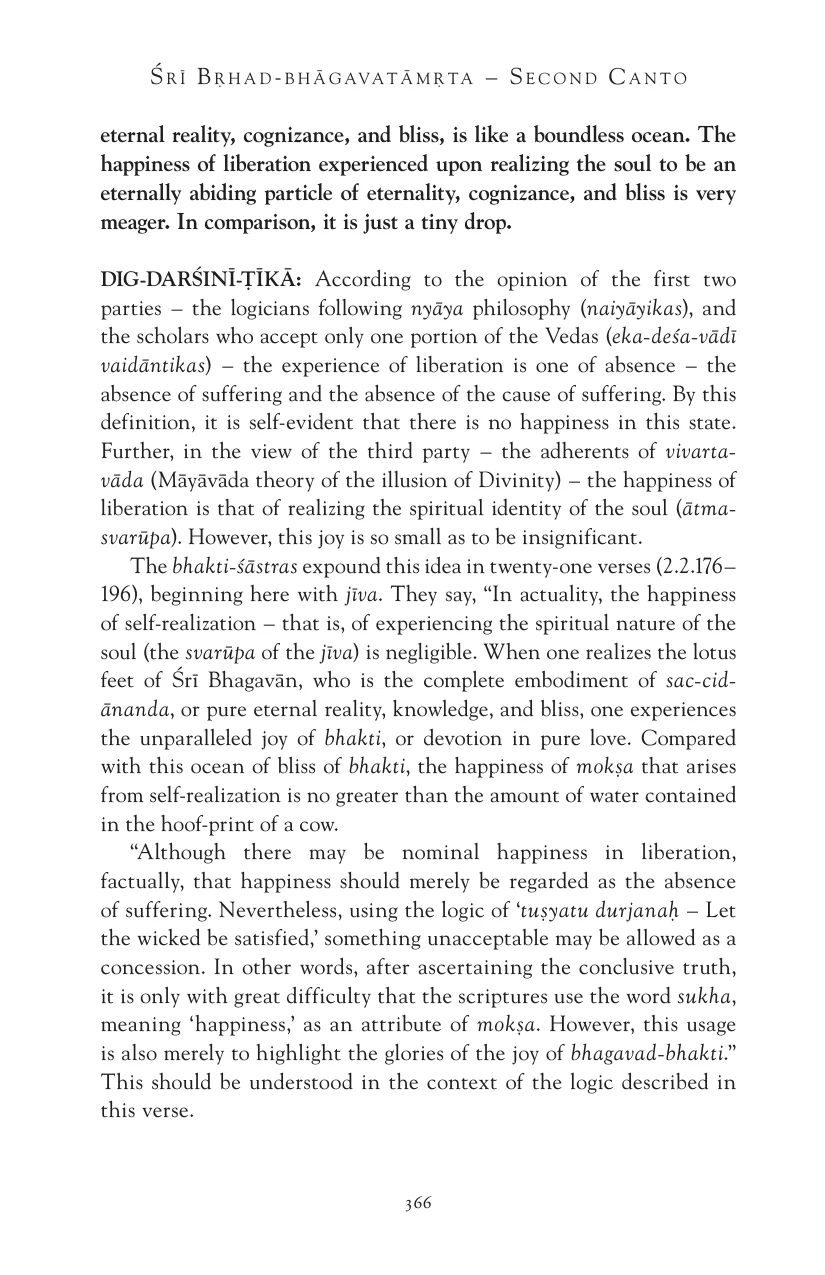 ŚRĪ BṚHAD-BHĀGAVATĀMṚTA – SECOND CANTO
eternal reality, cognizance, and bliss, is like a boundless ocean. The
happiness of liberation experienced upon realizing the soul to be an
eternally abiding particle of eternality, cognizance, and bliss is very
meager. In comparison, it is just a tiny drop.
DIG-DARŚINĪ-ṬĪKĀ: According to the opinion of the first two
parties – the logicians following nyāya philosophy (naiyāyikas), and
the scholars who accept only one portion of the Vedas (eka-deśa-vādī
vaidāntikas) – the experience of liberation is one of absence – the
absence of suffering and the absence of the cause of suffering. By this
definition, it is self-evident that there is no happiness in this state.
Further, in the view of the third party – the adherents of vivarta-
vāda (Māyāvāda theory of the illusion of Divinity) – the happiness of
liberation is that of realizing the spiritual identity of the soul (ātma-
svarūpa). However, this joy is so small as to be insignificant.
The bhakti-śāstras expound this idea in twenty-one verses (2.2.176–
196), beginning here with jīva. They say, “In actuality, the happiness
of self-realization – that is, of experiencing the spiritual nature of the
soul (the svarūpa of the jīva) is negligible. When one realizes the lotus
feet of Śrī Bhagavān, who is the complete embodiment of sac-cid-
ānanda, or pure eternal reality, knowledge, and bliss, one experiences
the unparalleled joy of bhakti, or devotion in pure love. Compared
with this ocean of bliss of bhakti, the happiness of mokṣa that arises
from self-realization is no greater than the amount of water contained
in the hoof-print of a cow.
“Although there may be nominal happiness in liberation,
factually, that happiness should merely be regarded as the absence
of suffering. Nevertheless, using the logic of ‘tuṣyatu durjanaḥ – Let
the wicked be satisfied,’ something unacceptable may be allowed as a
concession. In other words, after ascertaining the conclusive truth,
it is only with great difficulty that the scriptures use the word sukha,
meaning ‘happiness,’ as an attribute of mokṣa. However, this usage
is also merely to highlight the glories of the joy of bhagavad-bhakti.”
This should be understood in the context of the logic described in
this verse.
366